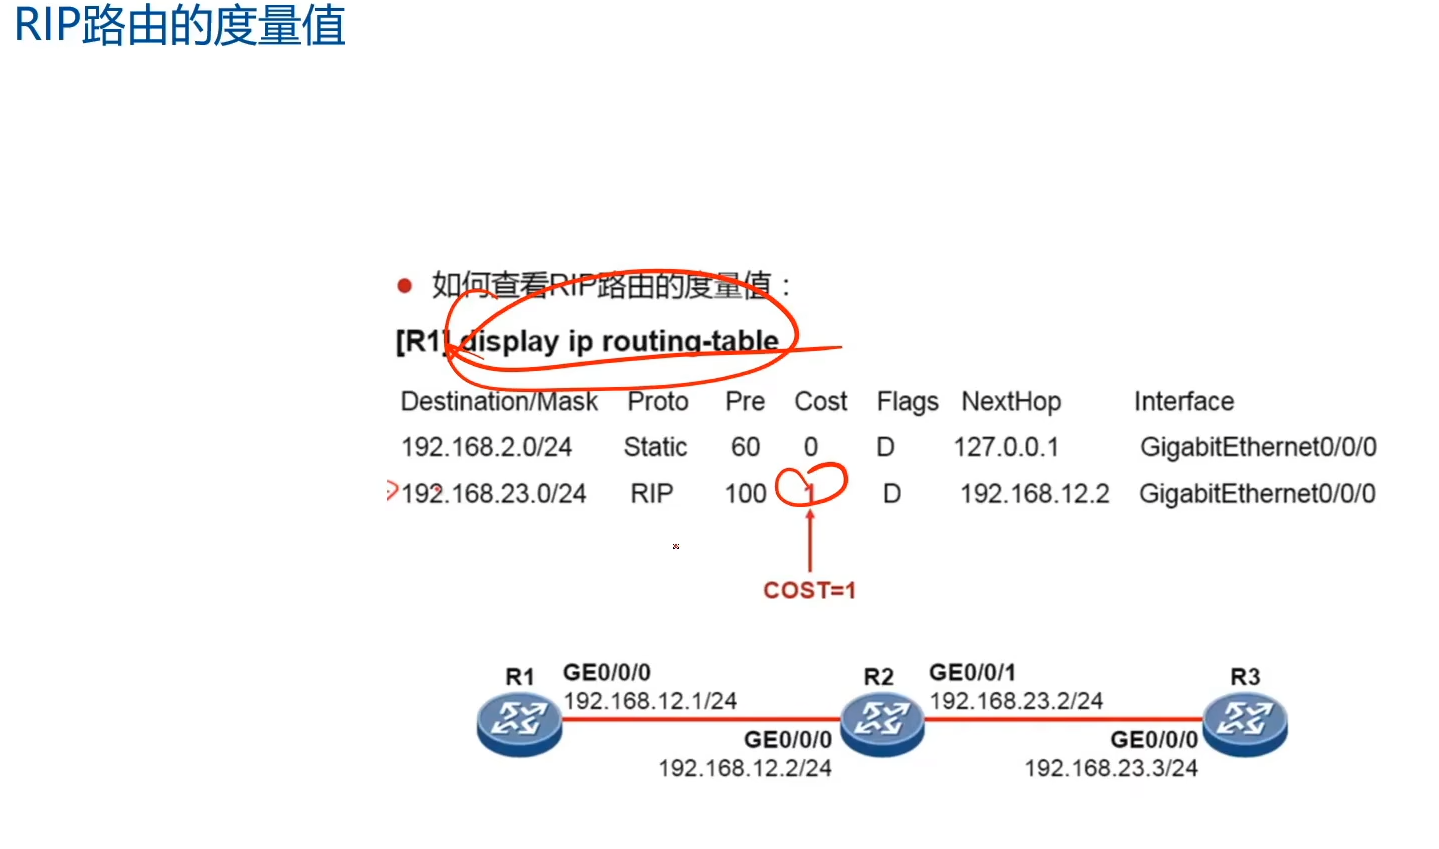 RIP路由的度量值
如何查看RIP路由的度量值：
[R1] display ip routing-table
Destination/Mask Proto Pre Cost Flags NextHop Interface
192.168.2.0/24 Static 60 0 D 127.0.0.1 GigabitEthernet0/0/0
192.168.23.0/24 RIP 100 1 D 192.168.12.2 GigabitEthernet0/0/0
COST=1
R1 GE0/0/0 R2 GE0/0/1 R3
192.168.12.1/24 192.168.23.2/24
GE0/0/0 GE0/0/0
192.168.12.2/24 192.168.23.3/24